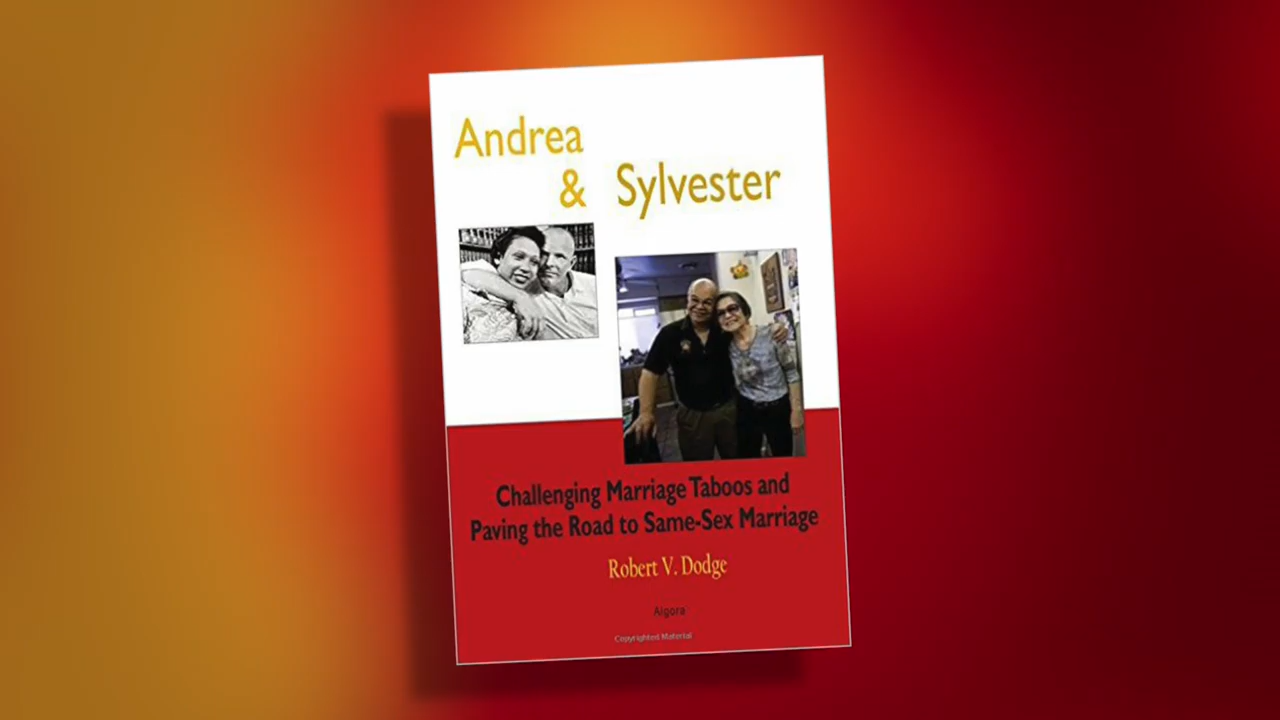 Andrea
& Sylvester
Challenging Marriage Taboos and
Paving the Road to Same-Sex Marriage
Robert V. Dodge
Algora
Copyrighted Material